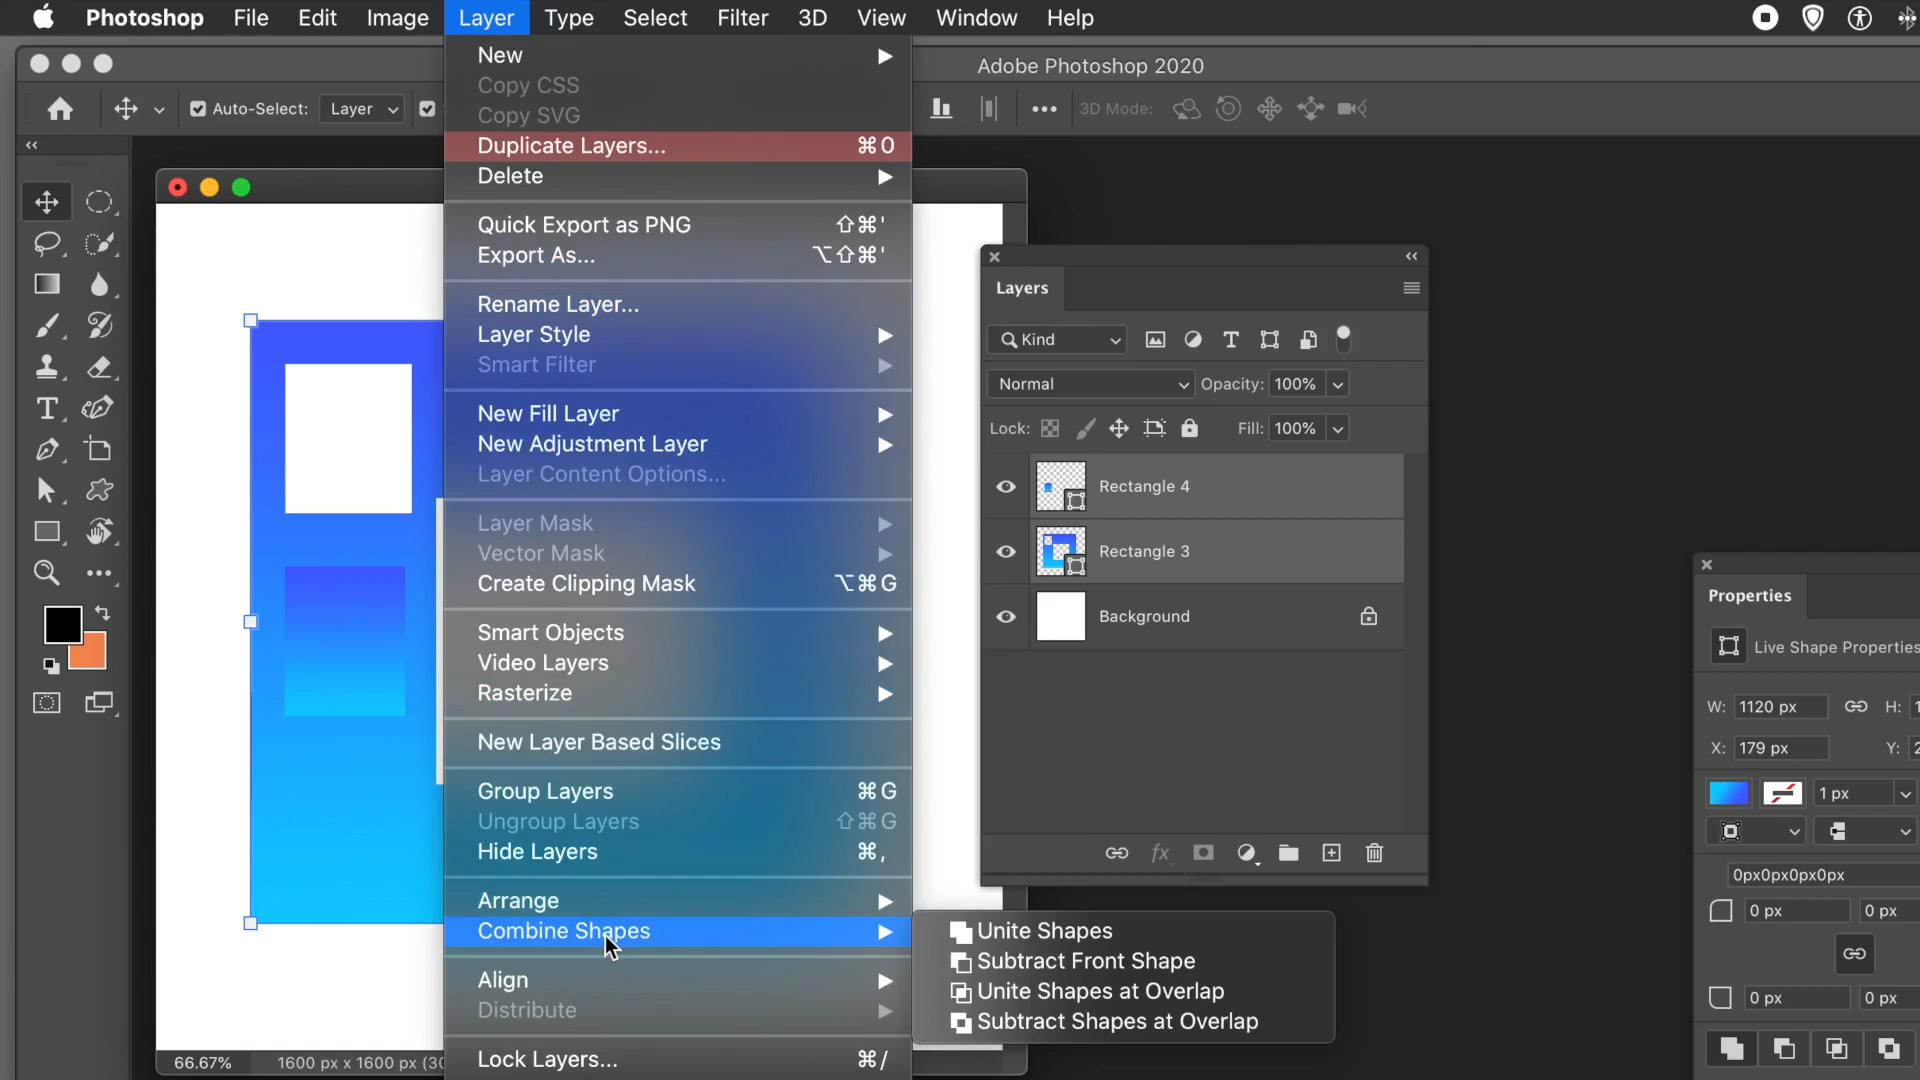 Photoshop File Edit Image Layer Type Select Filter 3D View Window Help
Adobe Photoshop 2020
Auto-Select: Layer
3D Mode:
New
Copy CSS
Copy SVG
Duplicate Layers... ⌘O
Delete
Quick Export as PNG ⇧⌘'
Export As... ⌥⇧⌘'
Rename Layer...
Layer Style
Smart Filter
New Fill Layer
New Adjustment Layer
Layer Content Options...
Layer Mask
Vector Mask
Create Clipping Mask ⌥⌘G
Smart Objects
Video Layers
Rasterize
New Layer Based Slices
Group Layers ⌘G
Ungroup Layers ⇧⌘G
Hide Layers ⌘,
Arrange
Combine Shapes
Align
Distribute
Lock Layers... ⌘/
Unite Shapes
Subtract Front Shape
Unite Shapes at Overlap
Subtract Shapes at Overlap
66.67% 1600 px x 1600 px
Layers
Kind
Normal Opacity: 100%
Lock: Fill: 100%
Rectangle 4
Rectangle 3
Background
Properties
Live Shape Properties
W: 1120 px H:
X: 179 px Y:
1 px
0px0px0px0px
0 px 0 px
0 px 0 px